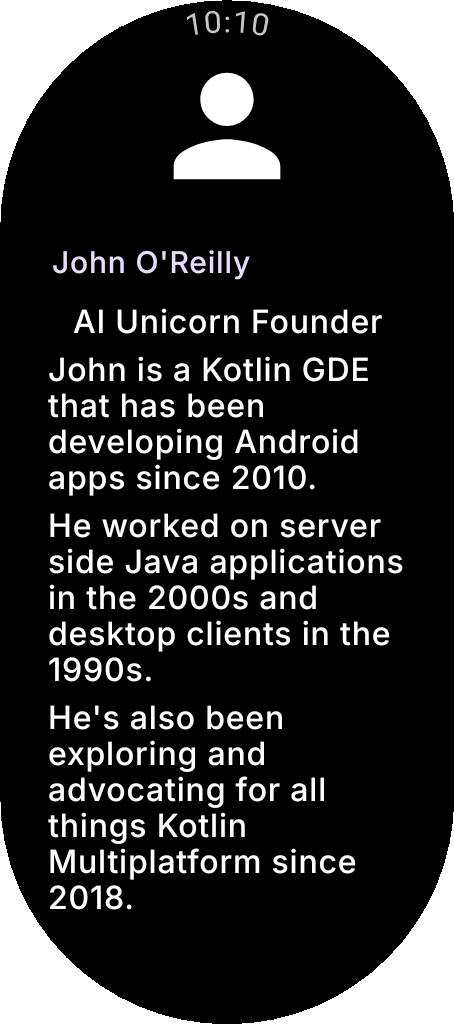 10:10
John O'Reilly
AI Unicorn Founder
John is a Kotlin GDE
that has been
developing Android
apps since 2010.
He worked on server
side Java applications
in the 2000s and
desktop clients in the
1990s.
He's also been
exploring and
advocating for all
things Kotlin
Multiplatform since
2018.